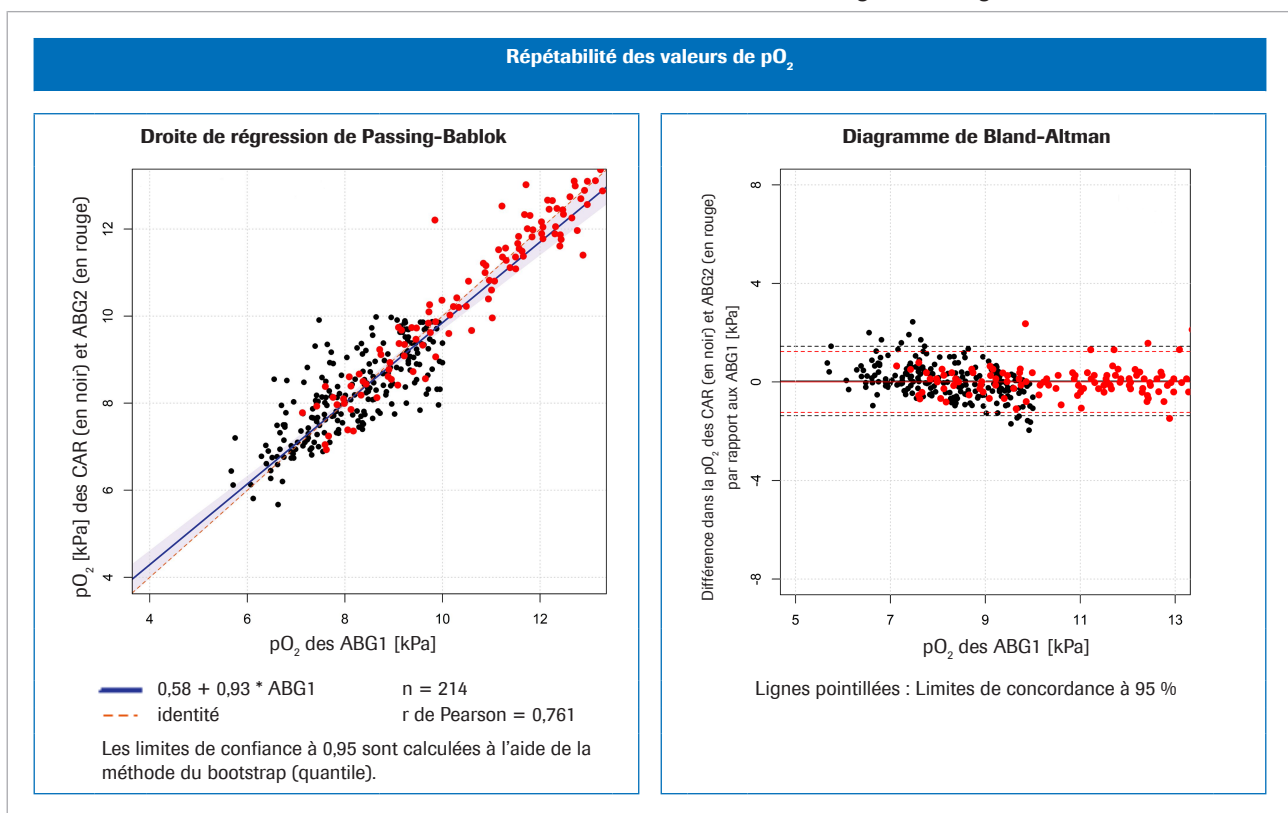 Répétabilité des valeurs de pO2
Droite de régression de Passing-Bablok
pO2 [kPa] des CAR (en noir) et ABG2 (en rouge)
12
10
8
6
4
4 6 8 10 12
pO2 des ABG1 [kPa]
0,58 + 0,93 * ABG1 n = 214
identité r de Pearson = 0,761
Les limites de confiance à 0,95 sont calculées à l'aide de la
méthode du bootstrap (quantile).
Diagramme de Bland-Altman
Différence dans la pO2 des CAR (en noir) et ABG2 (en rouge)
par rapport aux ABG1 [kPa]
8
4
0
-4
-8
5 7 9 11 13
pO2 des ABG1 [kPa]
Lignes pointillées : Limites de concordance à 95 %